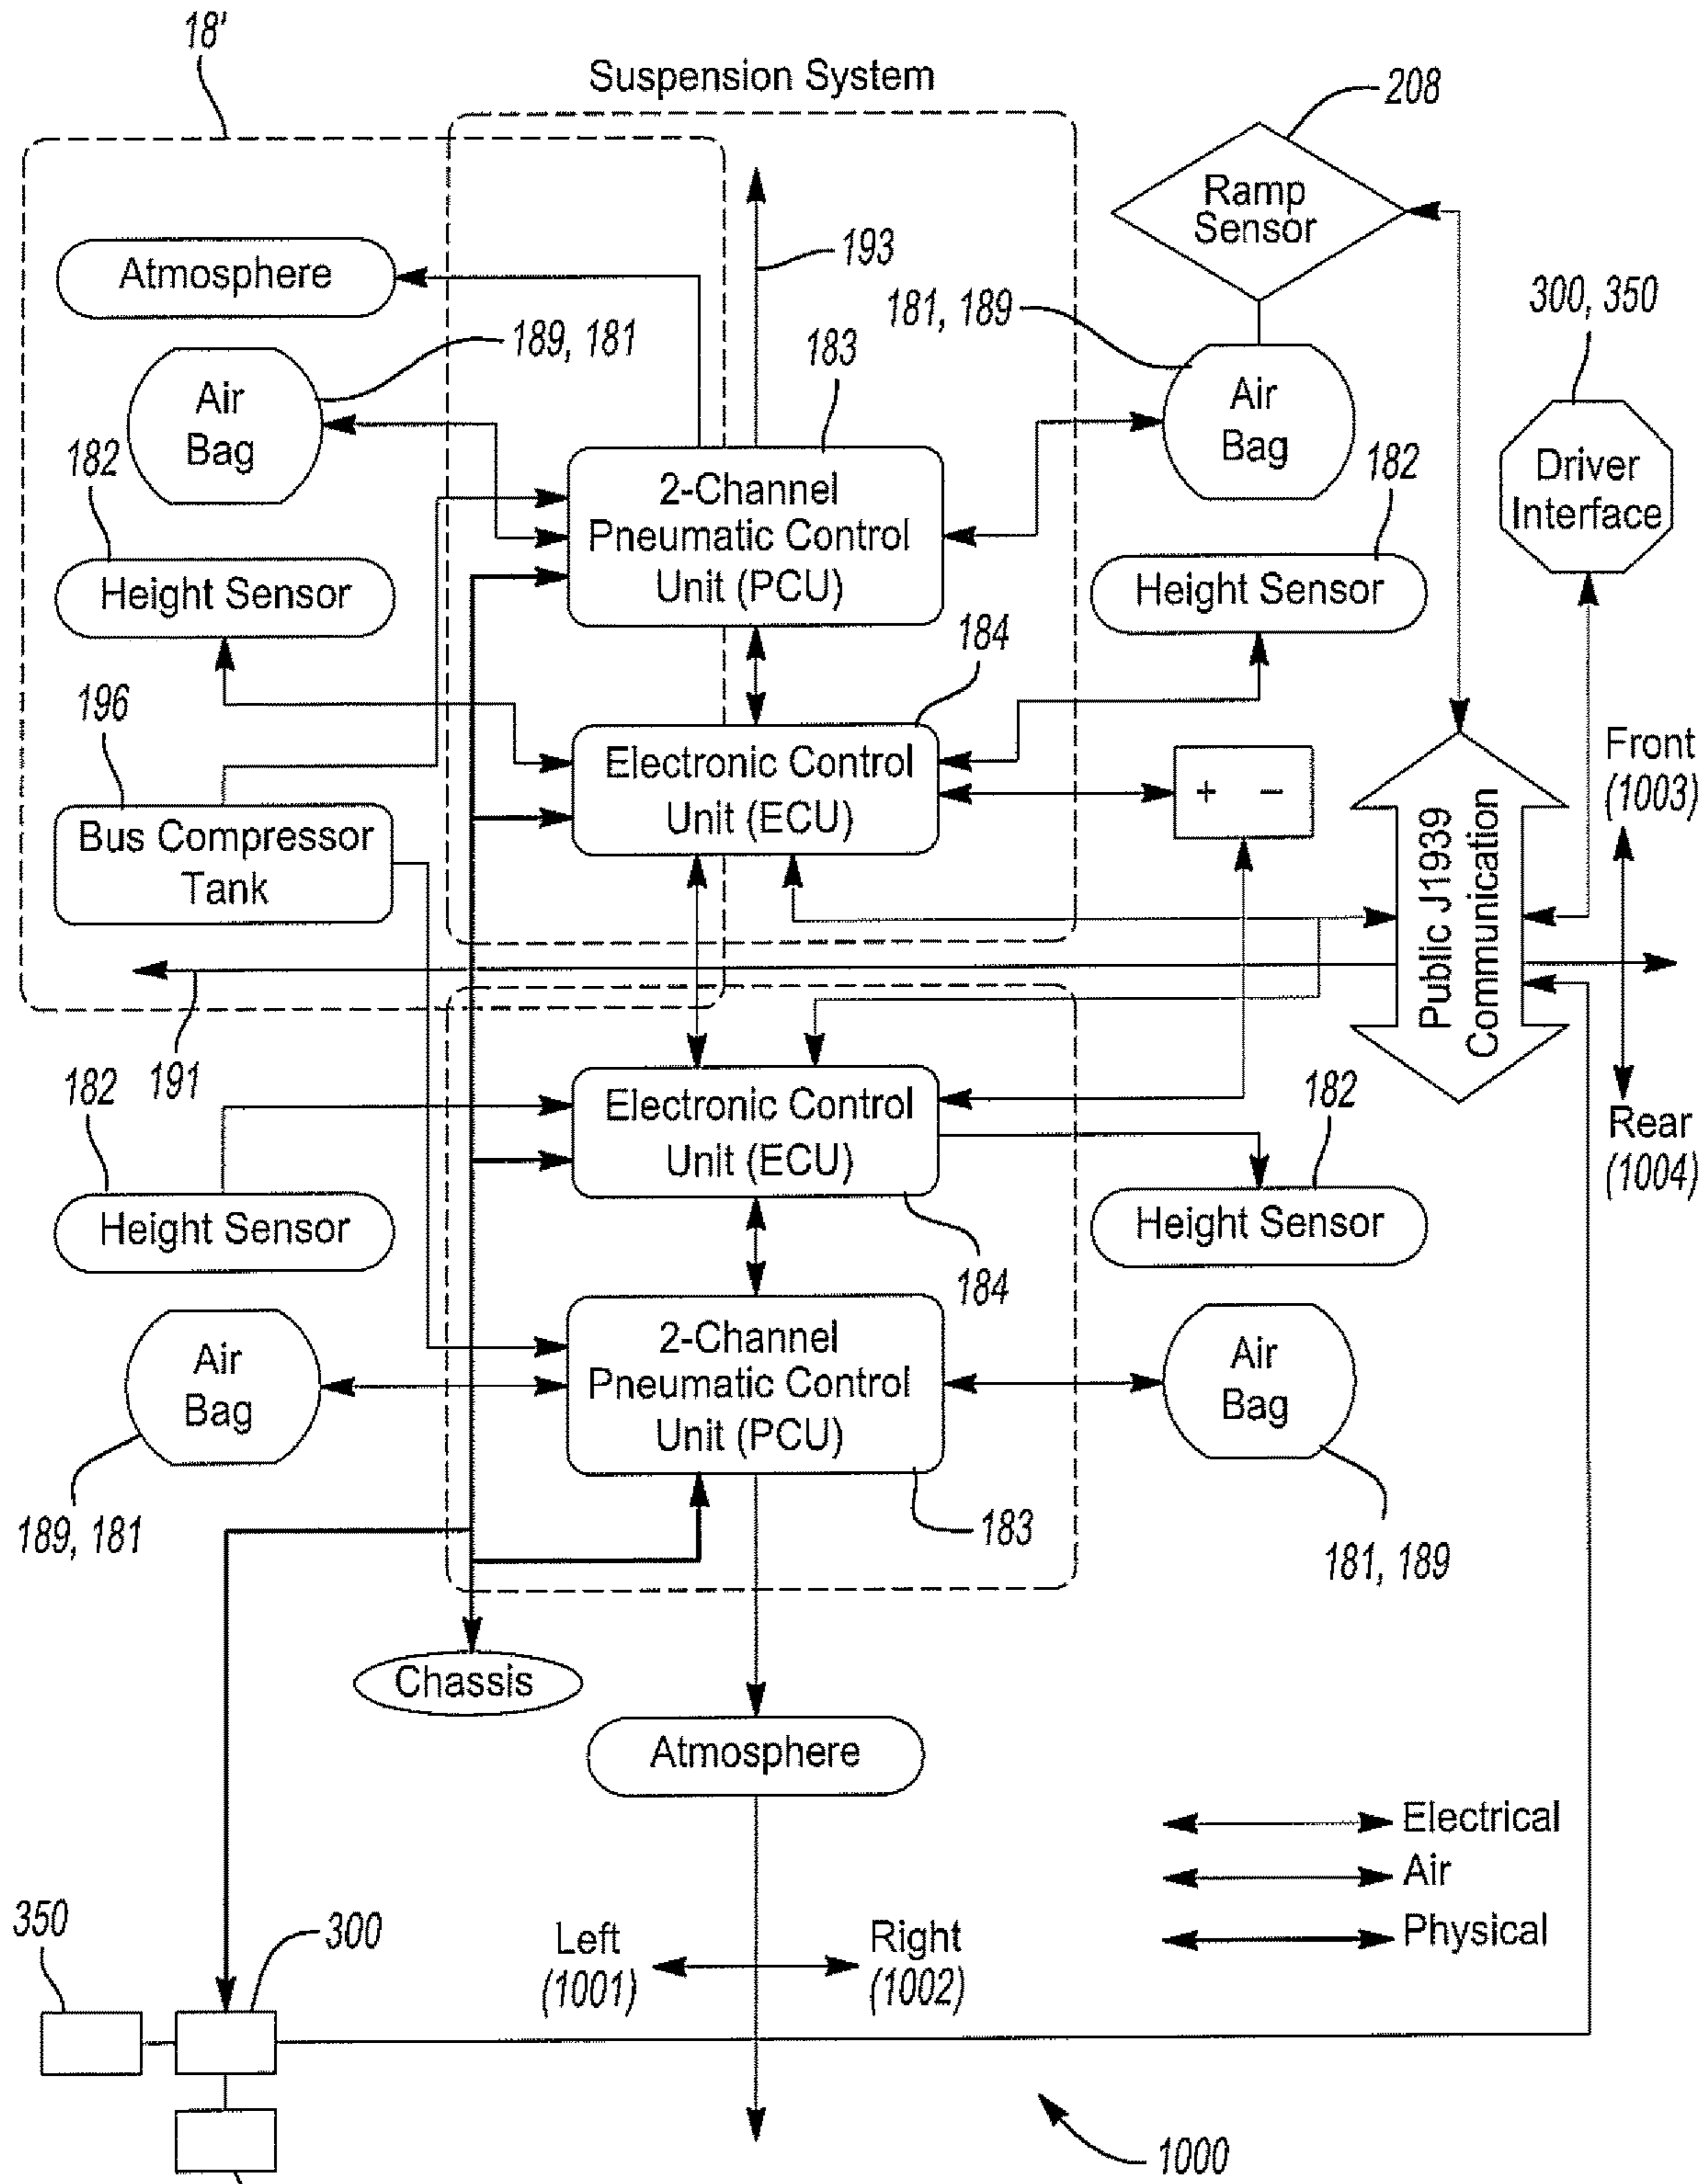 18'
Suspension System
208
Ramp
Sensor
193
Atmosphere
181, 189
300, 350
189, 181
183
Air
Bag
Air
Bag
182
182
Driver
Interface
2-Channel
Pneumatic Control
Unit (PCU)
Height Sensor
Height Sensor
184
196
Front
(1003)
Electronic Control
Unit (ECU)
+ −
Bus Compressor
Tank
Public J1939
Communication
191
182
182
Electronic Control
Unit (ECU)
Rear
(1004)
Height Sensor
Height Sensor
184
2-Channel
Pneumatic Control
Unit (PCU)
Air
Bag
Air
Bag
189, 181
183
181, 189
Chassis
Atmosphere
Electrical
Air
Physical
350
300
Left
(1001)
Right
(1002)
1000